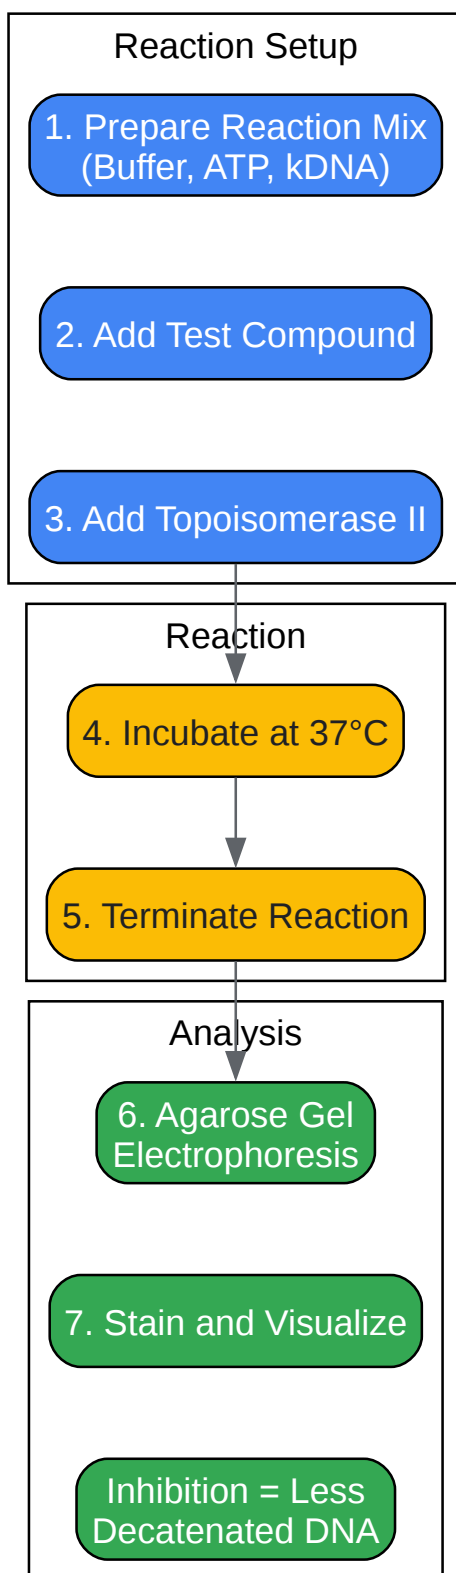 Reaction Setup
1. Prepare Reaction Mix
(Buffer, ATP, kDNA)
2. Add Test Compound
3. Add Topoisomerase II
Reaction
4. Incubate at 37°C
5. Terminate Reaction
Analysis
6. Agarose Gel
Electrophoresis
7. Stain and Visualize
Inhibition = Less
Decatenated DNA